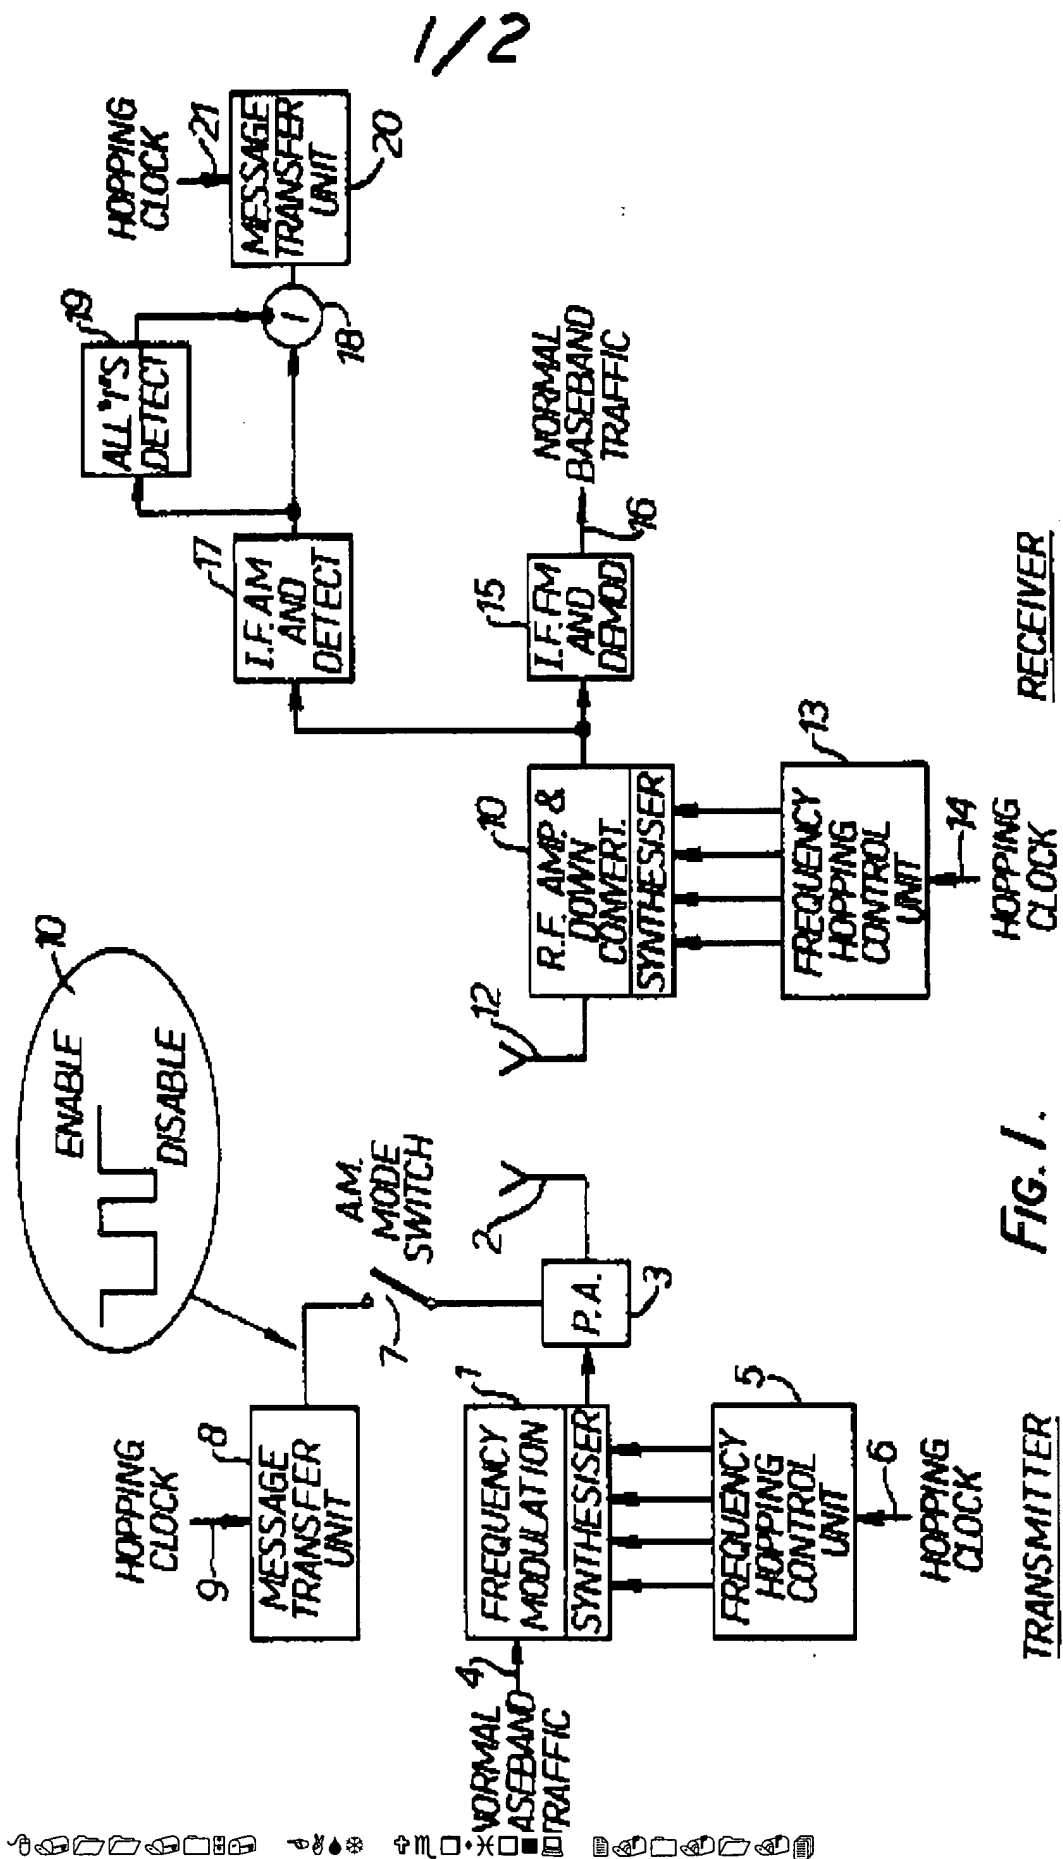 1/2
HOPPING
CLOCK
9
8
MESSAGE
TRANSFER
UNIT
ENABLE
DISABLE
10
7
A.M.
MODE
SWITCH
NORMAL
ASEBAND
TRAFFIC
4
FREQUENCY
MODULATION
SYNTHESISER
1
P.A.
3
2
FREQUENCY
HOPPING
CONTROL
UNIT
5
6
HOPPING
CLOCK
TRANSMITTER
FIG. 1.
12
R.F. AMP. &
DOWN
CONVERT.
SYNTHESISER
10
FREQUENCY
HOPPING
CONTROL
UNIT
13
14
HOPPING
CLOCK
I.F. FM
AND
DEMOD
15
16
NORMAL
BASEBAND
TRAFFIC
I.F. AM
AND
DETECT
17
ALL "1"S
DETECT
19
1
18
MESSAGE
TRANSFER
UNIT
20
21
HOPPING
CLOCK
RECEIVER